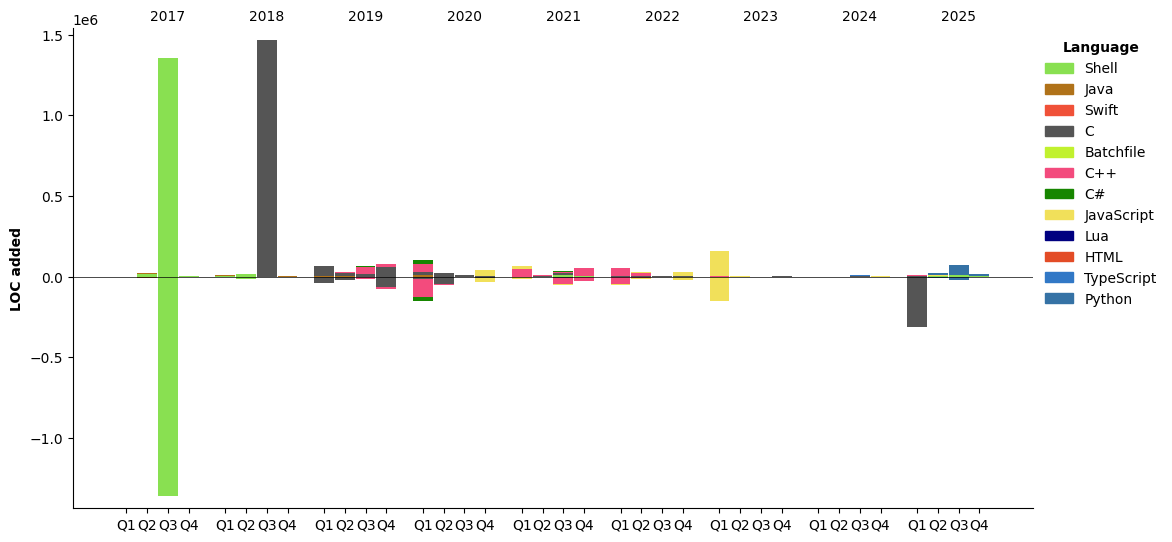 1e6
2017 2018 2019 2020 2021 2022 2023 2024 2025
1.5
1.0
0.5
0.0
−0.5
−1.0
LOC added
Q1 Q2 Q3 Q4 Q1 Q2 Q3 Q4 Q1 Q2 Q3 Q4 Q1 Q2 Q3 Q4 Q1 Q2 Q3 Q4 Q1 Q2 Q3 Q4 Q1 Q2 Q3 Q4 Q1 Q2 Q3 Q4 Q1 Q2 Q3 Q4
Language
Shell
Java
Swift
C
Batchfile
C++
C#
JavaScript
Lua
HTML
TypeScript
Python